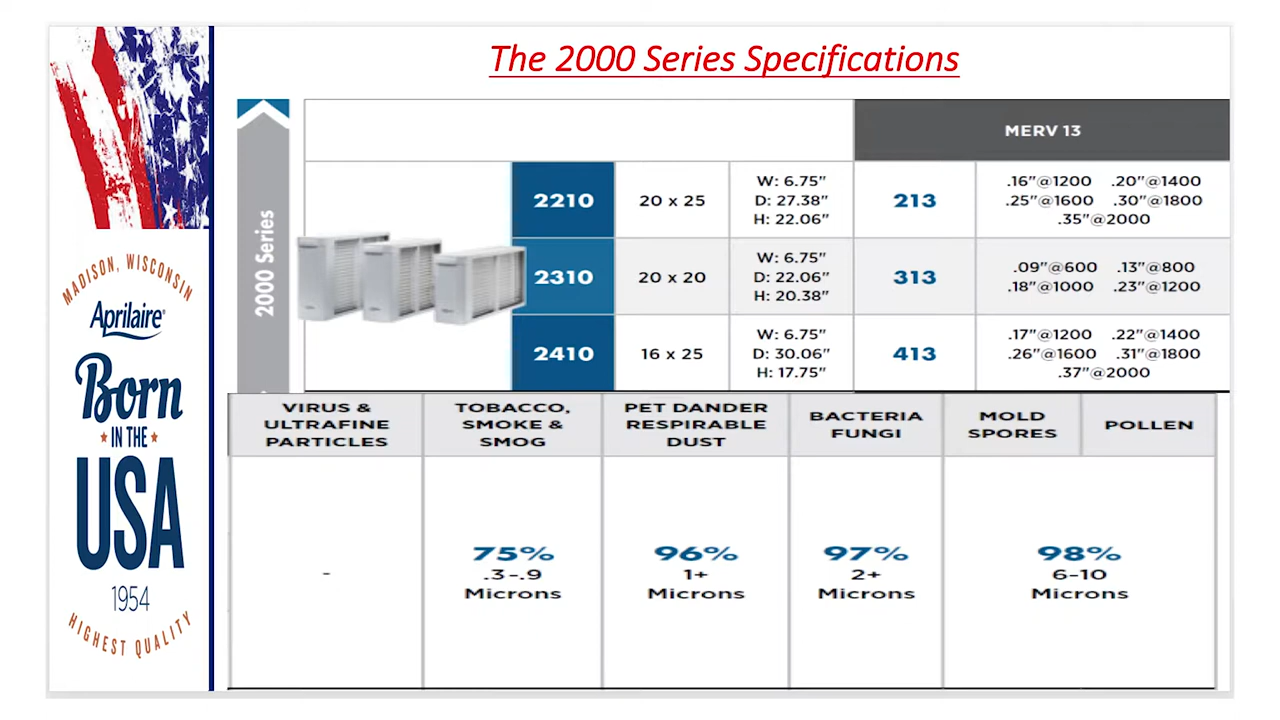 The 2000 Series Specifications
MADISON, WISCONSIN
Aprilaire®
Born
IN THE
USA
1954
HIGHEST QUALITY
2000 Series
MERV 13
2210
20 x 25
W: 6.75"
D: 27.38"
H: 22.06"
213
.16"@1200 .20"@1400
.25"@1600 .30"@1800
.35"@2000
2310
20 x 20
W: 6.75"
D: 22.06"
H: 20.38"
313
.09"@600 .13"@800
.18"@1000 .23"@1200
2410
16 x 25
W: 6.75"
D: 30.06"
H: 17.75"
413
.17"@1200 .22"@1400
.26"@1600 .31"@1800
.37"@2000
VIRUS &
ULTRAFINE
PARTICLES
TOBACCO,
SMOKE &
SMOG
PET DANDER
RESPIRABLE
DUST
BACTERIA
FUNGI
MOLD
SPORES
POLLEN
-
75%
.3-.9
Microns
96%
1+
Microns
97%
2+
Microns
98%
6-10
Microns